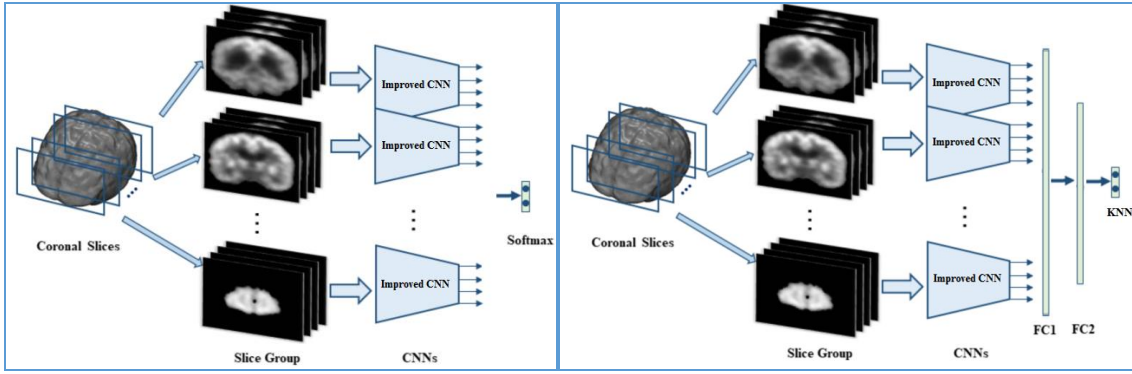 Improved CNN
Improved CNN
Softmax
Coronal Slices
Improved CNN
Slice Group
CNNs
Improved CNN
Improved CNN
KNN
Coronal Slices
Improved CNN
FC1
FC2
Slice Group
CNNs